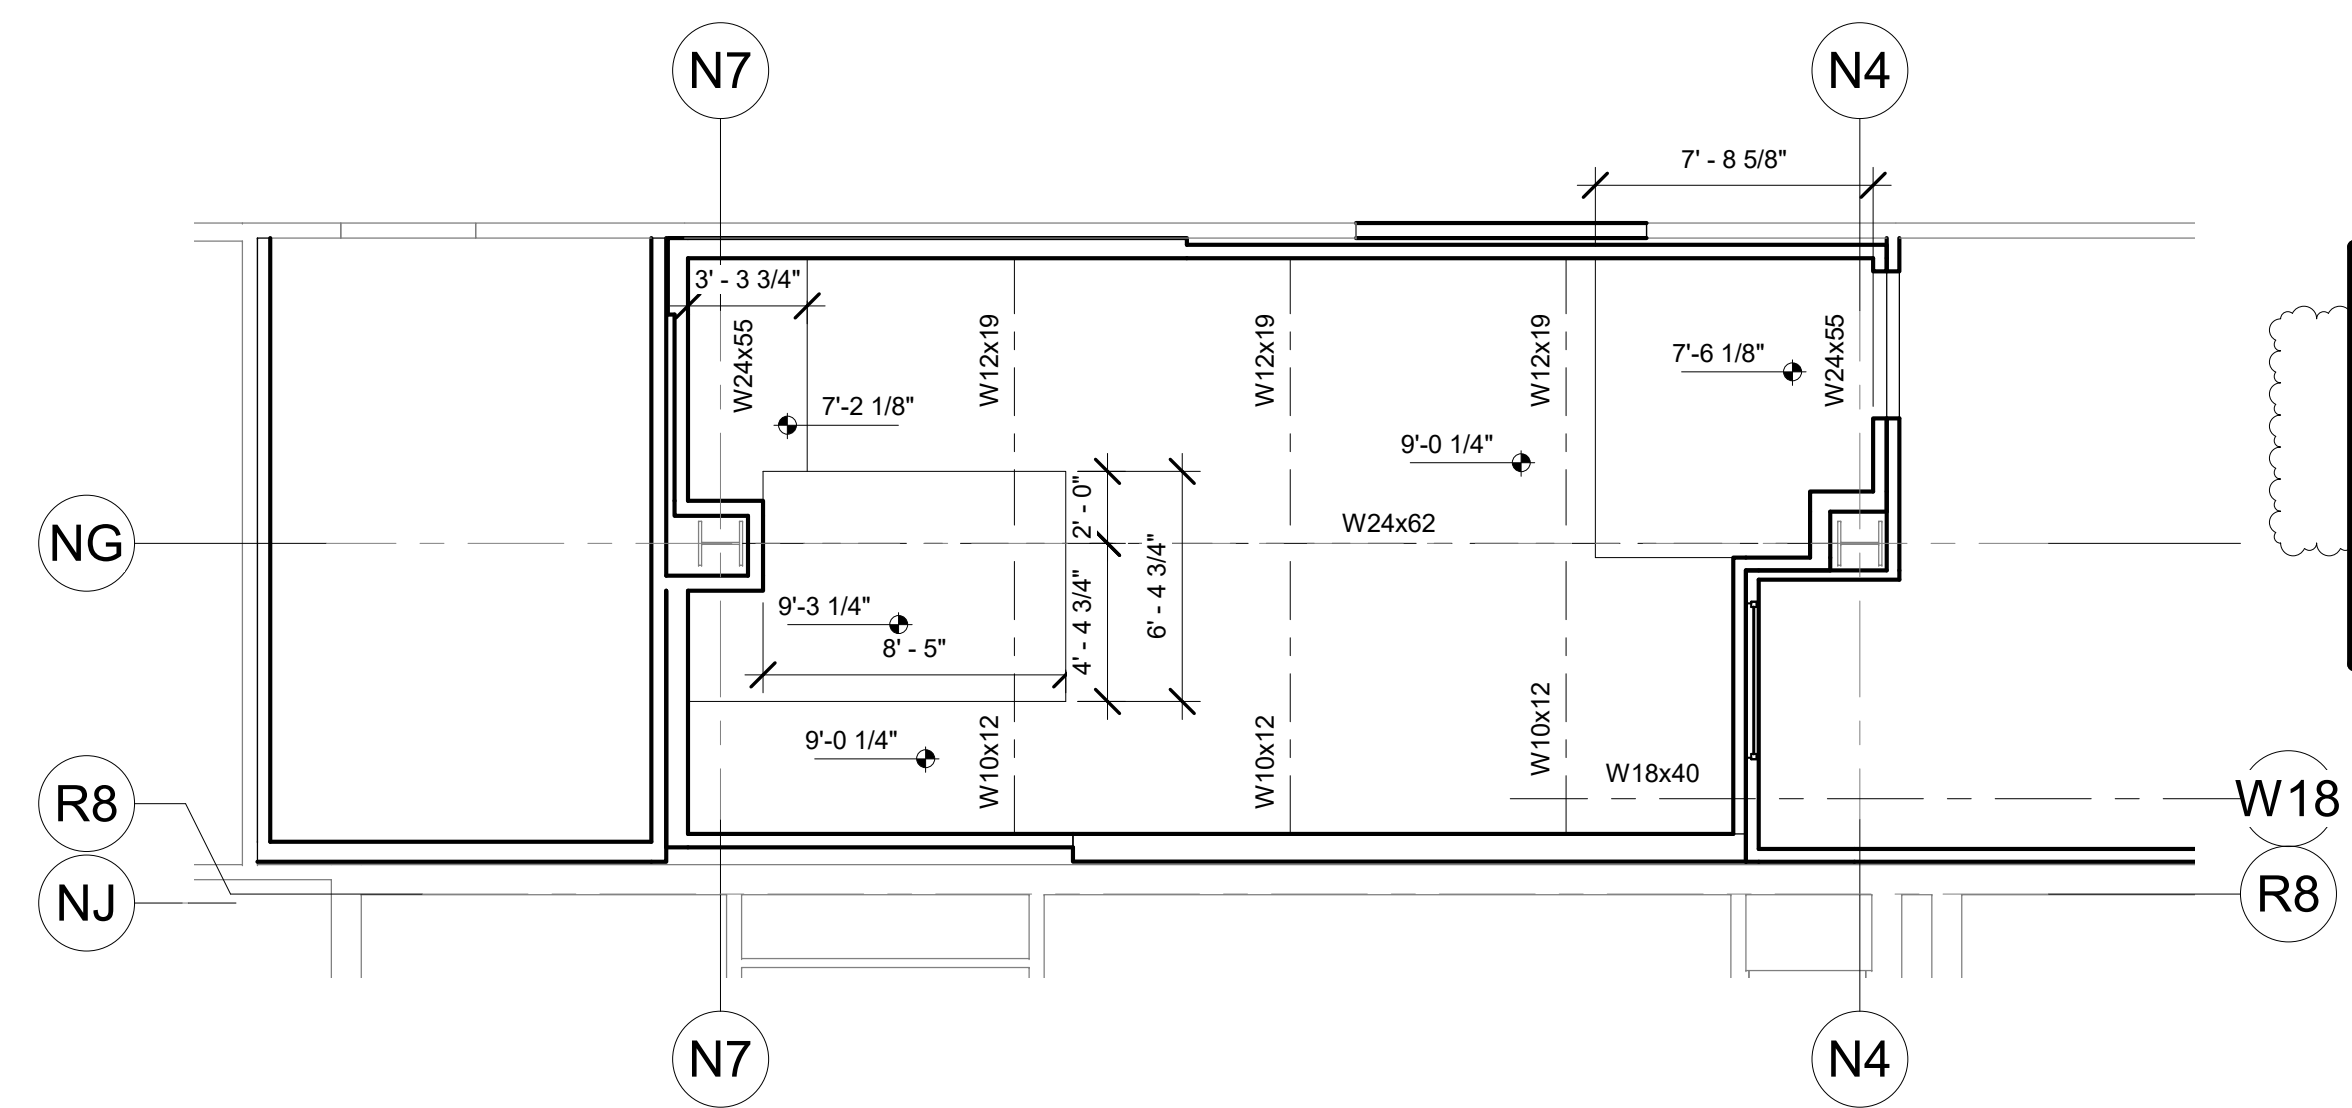 N7
N4
7' - 8 5/8"
3' - 3 3/4"
W24x55
W12x19
W12x19
W12x19
W24x55
7'-6 1/8"
7'-2 1/8"
9'-0 1/4"
2' - 0"
W24x62
NG
6' - 4 3/4"
4' - 4 3/4"
9'-3 1/4"
8' - 5"
9'-0 1/4"
W10x12
W10x12
W10x12
W18x40
R8
W18
NJ
R8
N7
N4